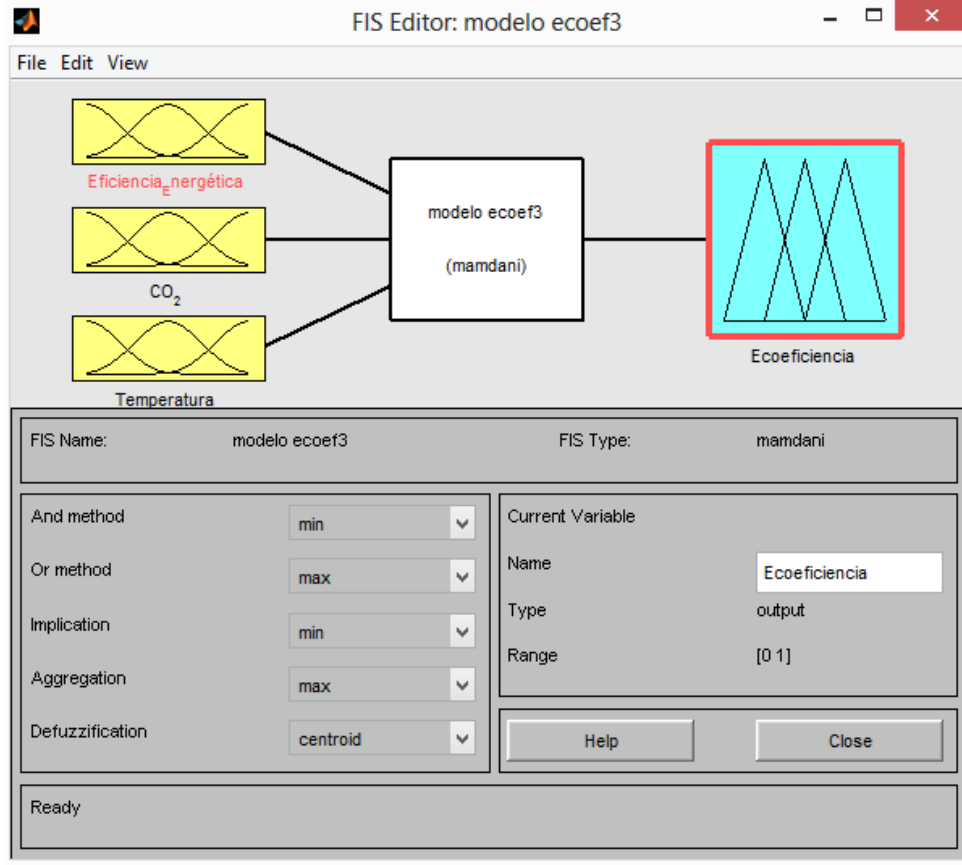 FIS Editor: modelo ecoef3
File Edit View
Eficiencia_Energética
CO₂
Temperatura
modelo ecoef3
(mamdani)
Ecoeficiencia
FIS Name: modelo ecoef3 FIS Type: mamdani
And method min
Or method max
Implication min
Aggregation max
Defuzzification centroid
Current Variable
Name Ecoeficiencia
Type output
Range [0 1]
Help Close
Ready